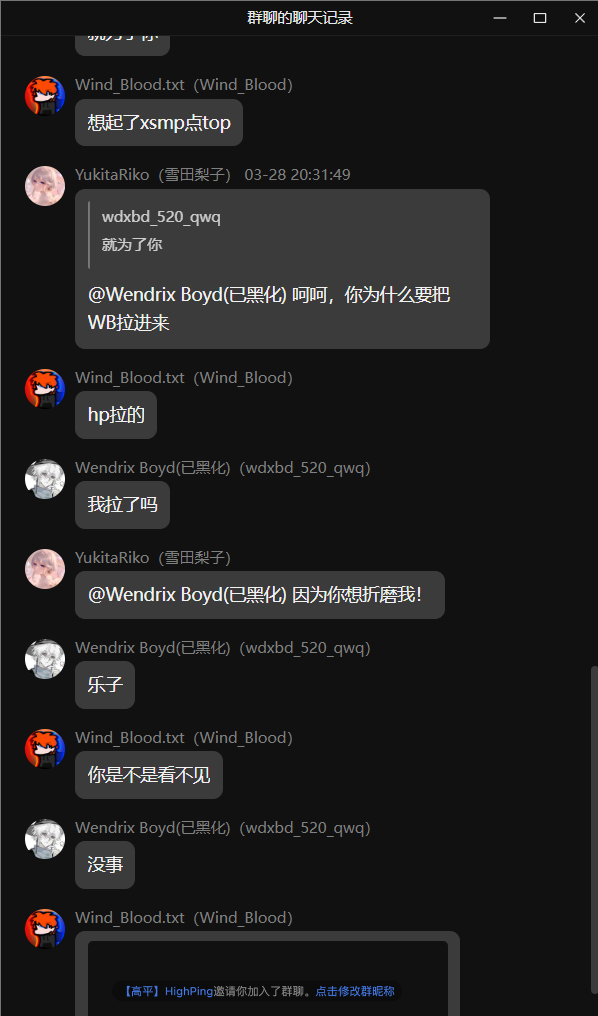 群聊的聊天记录
就为了你
Wind_Blood.txt（Wind_Blood）
想起了xsmp点top
YukitaRiko（雪田梨子） 03-28 20:31:49
wdxbd_520_qwq
就为了你
@Wendrix Boyd(已黑化) 呵呵，你为什么要把
WB拉进来
Wind_Blood.txt（Wind_Blood）
hp拉的
Wendrix Boyd(已黑化)（wdxbd_520_qwq）
我拉了吗
YukitaRiko（雪田梨子）
@Wendrix Boyd(已黑化) 因为你想折磨我！
Wendrix Boyd(已黑化)（wdxbd_520_qwq）
乐子
Wind_Blood.txt（Wind_Blood）
你是不是看不见
Wendrix Boyd(已黑化)（wdxbd_520_qwq）
没事
Wind_Blood.txt（Wind_Blood）
【高平】HighPing邀请你加入了群聊。点击修改群昵称